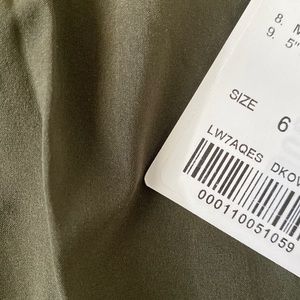 8. M
9. 5"
SIZE 6
LW7AQES DKOV
000110051059